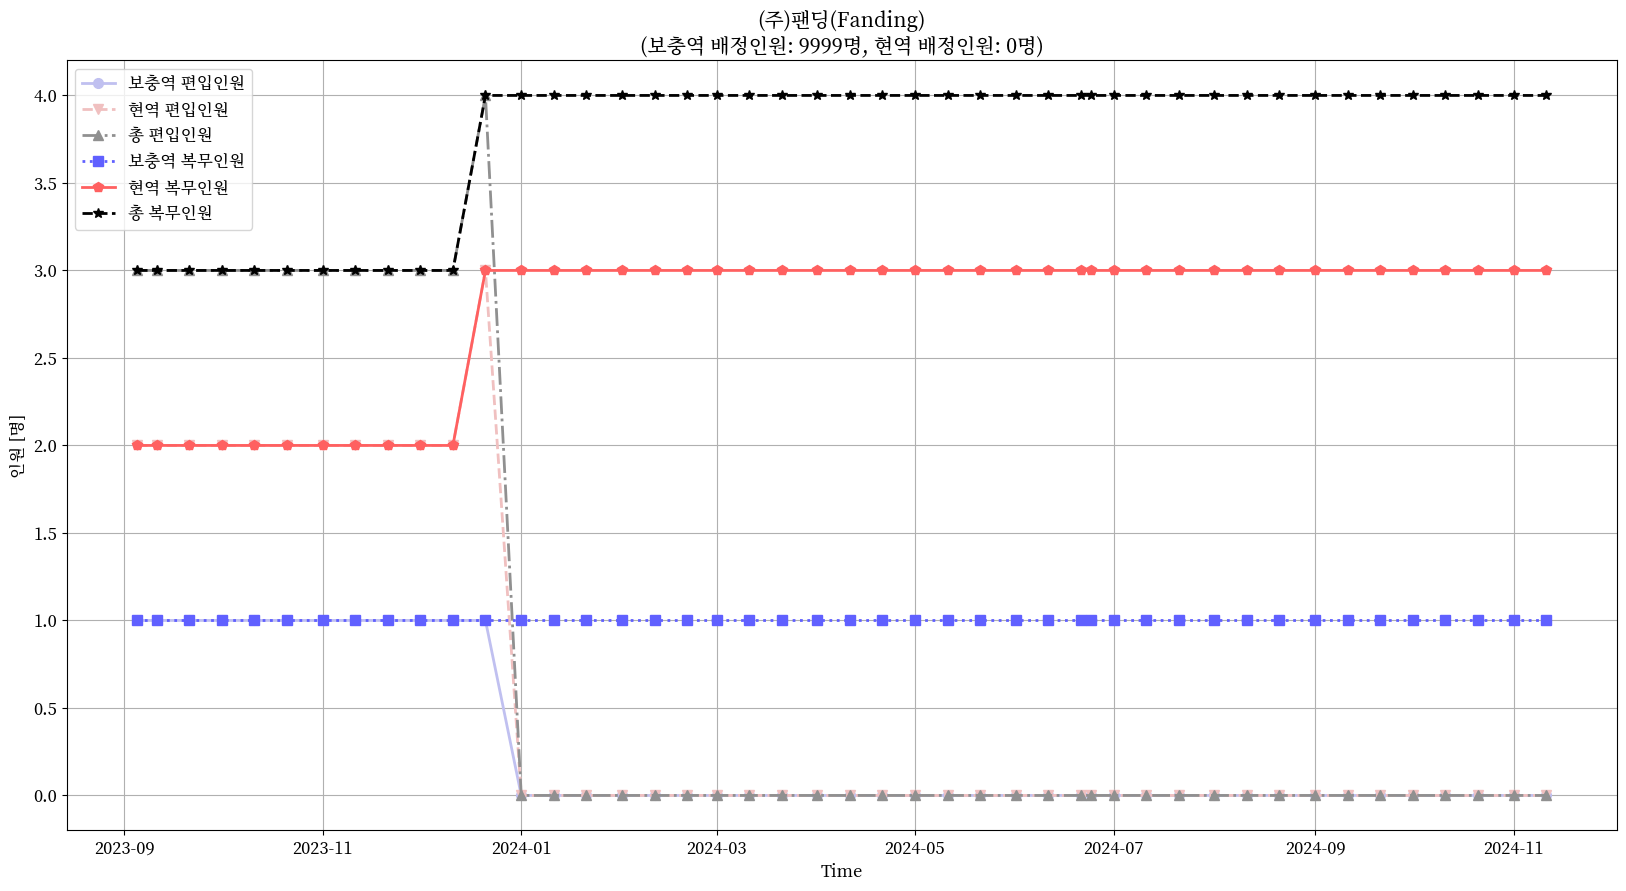 (주)팬딩(Fanding)
(보충역 배정인원: 9999명, 현역 배정인원: 0명)
보충역 편입인원
현역 편입인원
총 편입인원
보충역 복무인원
현역 복무인원
총 복무인원
4.0
3.5
3.0
2.5
2.0
1.5
1.0
0.5
0.0
인원 [명]
2023-09
2023-11
2024-01
2024-03
2024-05
2024-07
2024-09
2024-11
Time